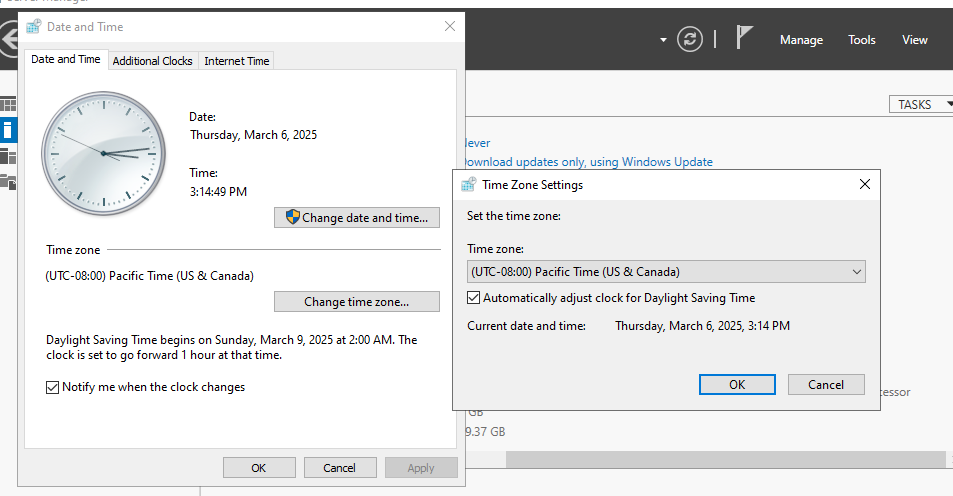 Date and Time
Manage
Tools
View
Date and Time
Additional Clocks
Internet Time
TASKS
Date:
Thursday, March 6, 2025
Time:
3:14:49 PM
Change date and time...
Time zone
(UTC-08:00) Pacific Time (US & Canada)
Change time zone...
Daylight Saving Time begins on Sunday, March 9, 2025 at 2:00 AM. The
clock is set to go forward 1 hour at that time.
Notify me when the clock changes
OK
Cancel
Apply
ownload updates only, using Windows Update
Time Zone Settings
Set the time zone:
Time zone:
(UTC-08:00) Pacific Time (US & Canada)
Automatically adjust clock for Daylight Saving Time
Current date and time:
Thursday, March 6, 2025, 3:14 PM
OK
Cancel
cessor
GB
9.37 GB